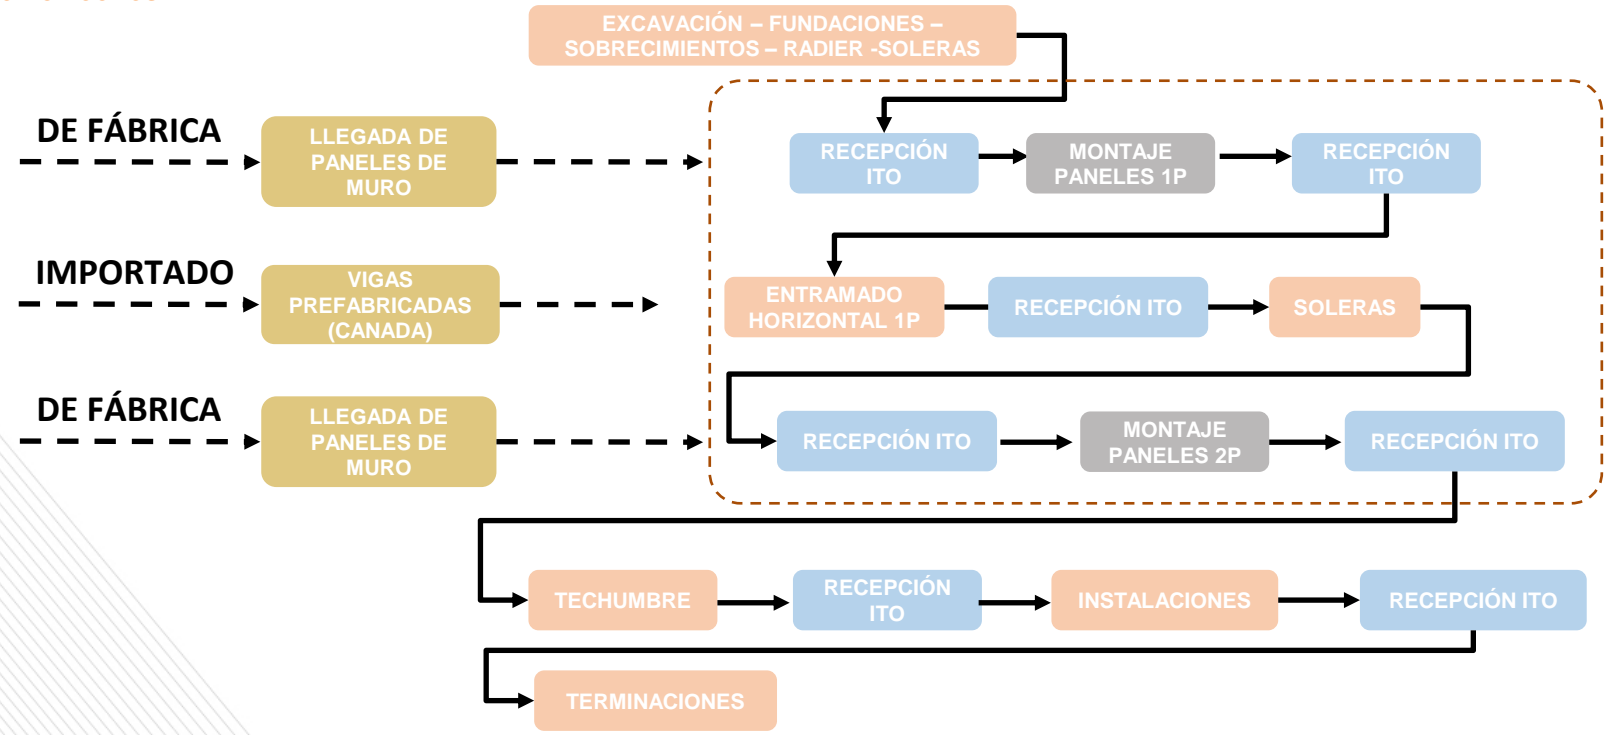 EXCAVACIÓN – FUNDACIONES –
SOBRECIMIENTOS – RADIER -SOLERAS
DE FÁBRICA
LLEGADA DE
PANELES DE
MURO
RECEPCIÓN
ITO
MONTAJE
PANELES 1P
RECEPCIÓN
ITO
IMPORTADO
VIGAS
PREFABRICADAS
(CANADA)
ENTRAMADO
HORIZONTAL 1P
RECEPCIÓN ITO
SOLERAS
DE FÁBRICA
LLEGADA DE
PANELES DE
MURO
RECEPCIÓN ITO
MONTAJE
PANELES 2P
RECEPCIÓN ITO
TECHUMBRE
RECEPCIÓN
ITO
INSTALACIONES
RECEPCIÓN ITO
TERMINACIONES